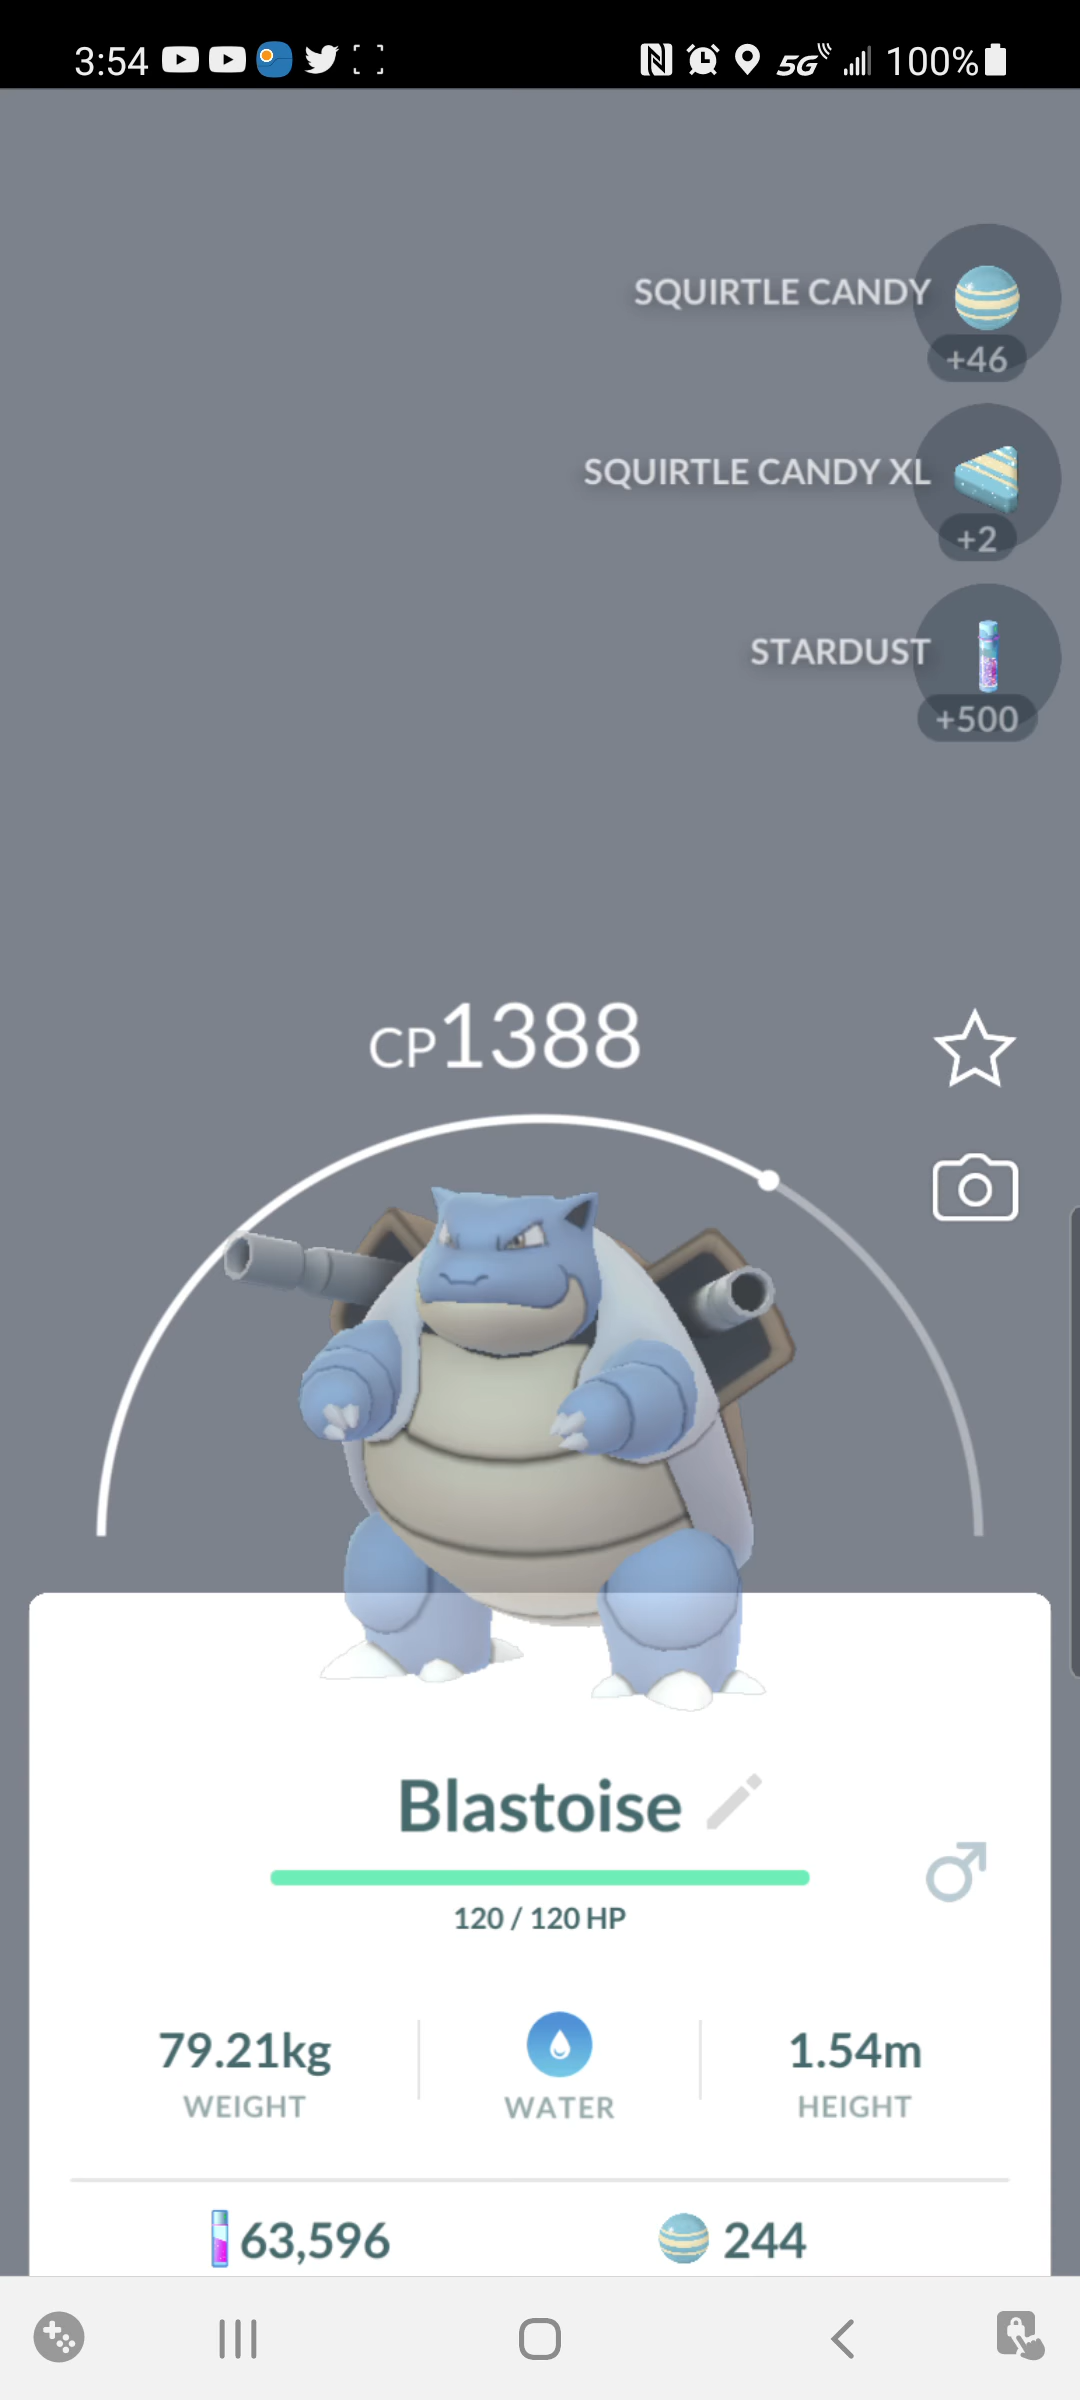 3:54 5G 100%
SQUIRTLE CANDY
+46
SQUIRTLE CANDY XL
+2
STARDUST
+500
CP1388
Blastoise
120 / 120 HP
79.21kg WATER 1.54m
WEIGHT HEIGHT
63,596 244